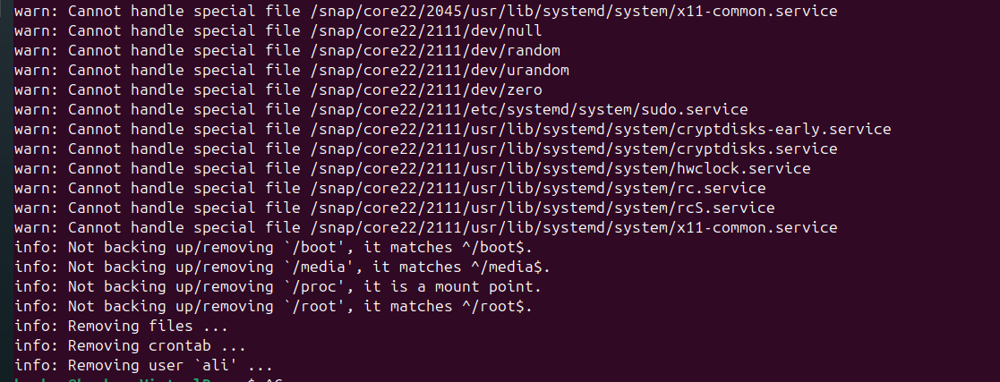 warn: Cannot handle special file /snap/core22/2045/usr/lib/systemd/system/x11-common.service
warn: Cannot handle special file /snap/core22/2111/dev/null
warn: Cannot handle special file /snap/core22/2111/dev/random
warn: Cannot handle special file /snap/core22/2111/dev/urandom
warn: Cannot handle special file /snap/core22/2111/dev/zero
warn: Cannot handle special file /snap/core22/2111/etc/systemd/system/sudo.service
warn: Cannot handle special file /snap/core22/2111/usr/lib/systemd/system/cryptdisks-early.service
warn: Cannot handle special file /snap/core22/2111/usr/lib/systemd/system/cryptdisks.service
warn: Cannot handle special file /snap/core22/2111/usr/lib/systemd/system/hwclock.service
warn: Cannot handle special file /snap/core22/2111/usr/lib/systemd/system/rc.service
warn: Cannot handle special file /snap/core22/2111/usr/lib/systemd/system/rcS.service
warn: Cannot handle special file /snap/core22/2111/usr/lib/systemd/system/x11-common.service
info: Not backing up/removing `/boot', it matches ^/boot$.
info: Not backing up/removing `/media', it matches ^/media$.
info: Not backing up/removing `/proc', it is a mount point.
info: Not backing up/removing `/root', it matches ^/root$.
info: Removing files ...
info: Removing crontab ...
info: Removing user `ali' ...